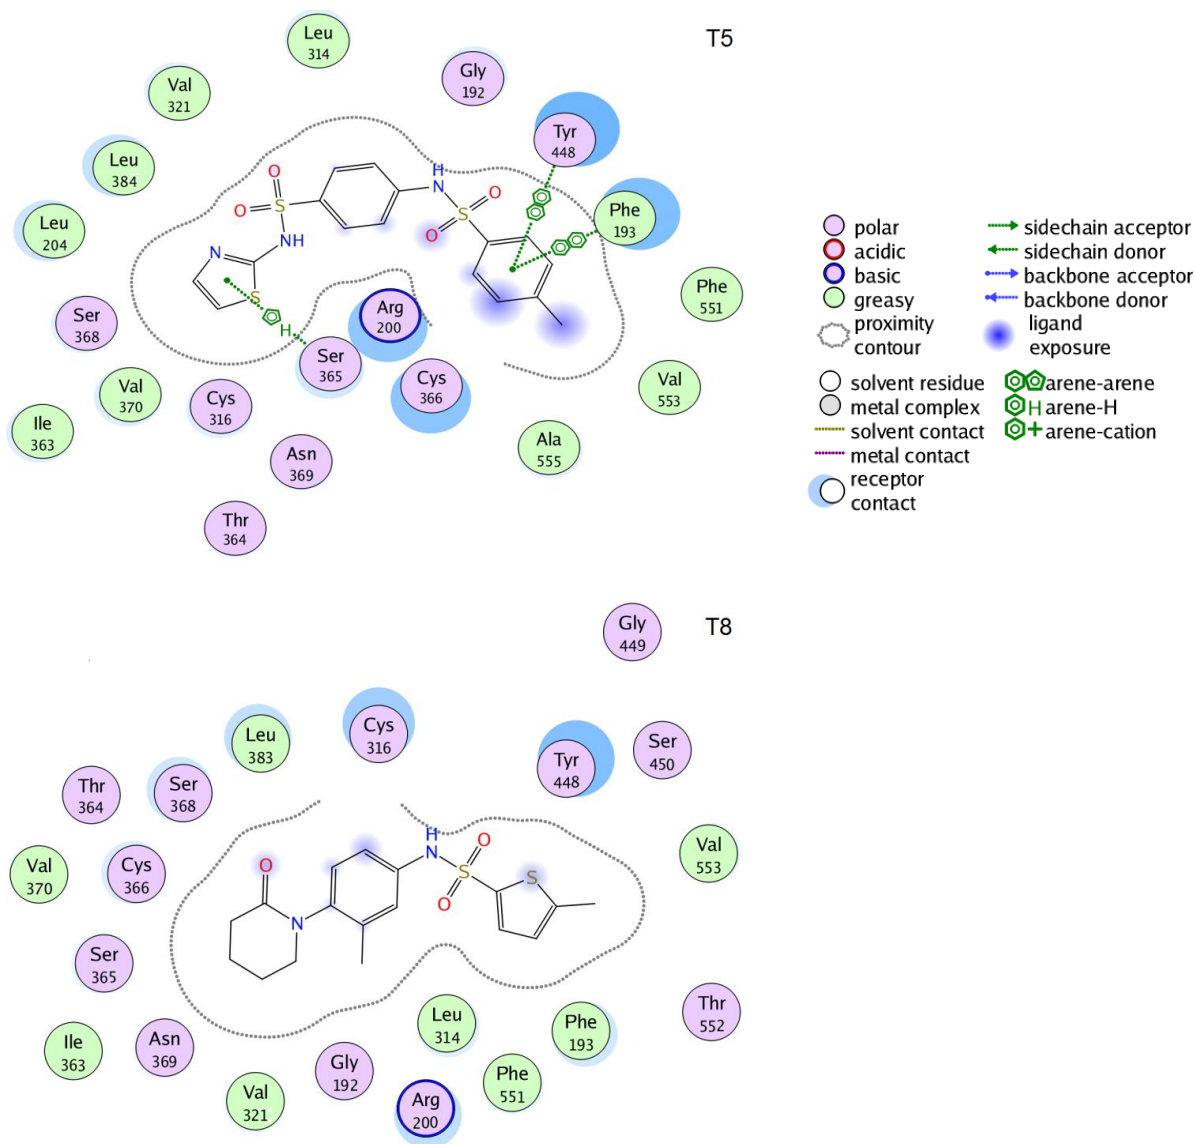 T5
Leu
314
Gly
192
Val
321
Tyr
448
Leu
384
Phe
193
Leu
204
H
N
O
O
S
O
S
O
NH
N
S
H
Arg
200
Phe
551
Ser
368
Ser
365
Cys
366
Val
370
Cys
316
Val
553
Ile
363
Asn
369
Ala
555
Thr
364
polar
acidic
basic
greasy
proximity
contour
sidechain acceptor
sidechain donor
backbone acceptor
backbone donor
ligand
exposure
solvent residue
metal complex
solvent contact
metal contact
receptor
contact
arene-arene
H arene-H
+ arene-cation
T8
Gly
449
Cys
316
Leu
383
Tyr
448
Ser
450
Thr
364
Ser
368
Val
370
Cys
366
Val
553
O
H
N
O
S
O
S
N
Ser
365
Ile
363
Asn
369
Val
321
Gly
192
Leu
314
Arg
200
Phe
551
Phe
193
Thr
552